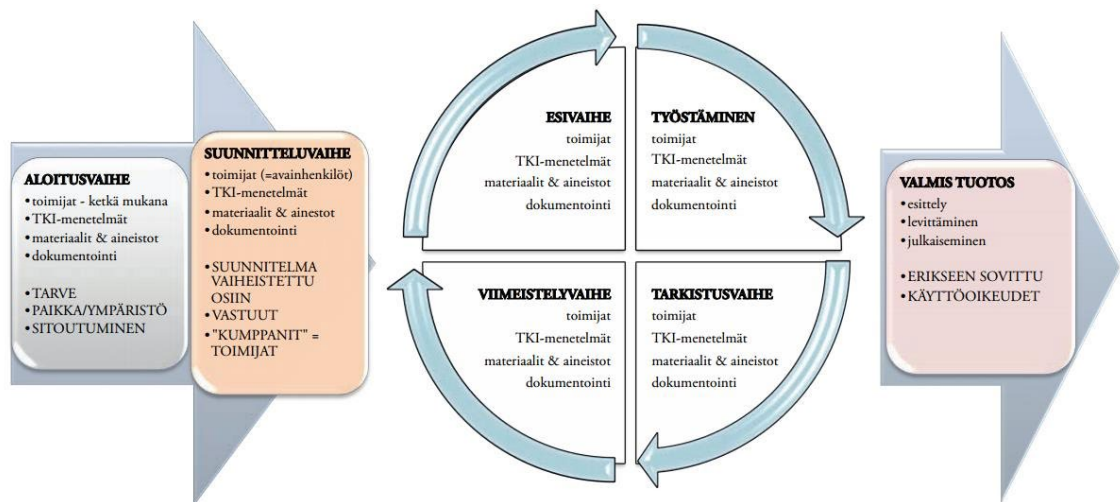 ALOITUSVAIHE
•toimijat - ketkä mukana
•TKI-menetelmät
•materiaalit & aineistot
•dokumentointi
•TARVE
•PAIKKA/YMPÄRISTÖ
•SITOUTUMINEN
SUUNNITTELUVAIHE
•toimijat (=avainhenkilöt)
•TKI-menetelmät
•materiaalit & ainestot
•dokumentointi
•SUUNNITELMA
VAIHEISTETTU
OSIIN
•VASTUUT
•"KUMPPANIT" =
TOIMIJAT
ESIVAIHE
toimijat
TKI-menetelmät
materiaalit & aineistot
dokumentointi
TYÖSTÄMINEN
toimijat
TKI-menetelmät
materiaalit & aineistot
dokumentointi
VIIMEISTELYVAIHE
toimijat
TKI-menetelmät
materiaalit & aineistot
dokumentointi
TARKISTUSVAIHE
toimijat
TKI-menetelmät
materiaalit & aineistot
dokumentointi
VALMIS TUOTOS
•esittely
•levittäminen
•julkaiseminen
•ERIKSEEN SOVITTU
•KÄYTTÖOIKEUDET